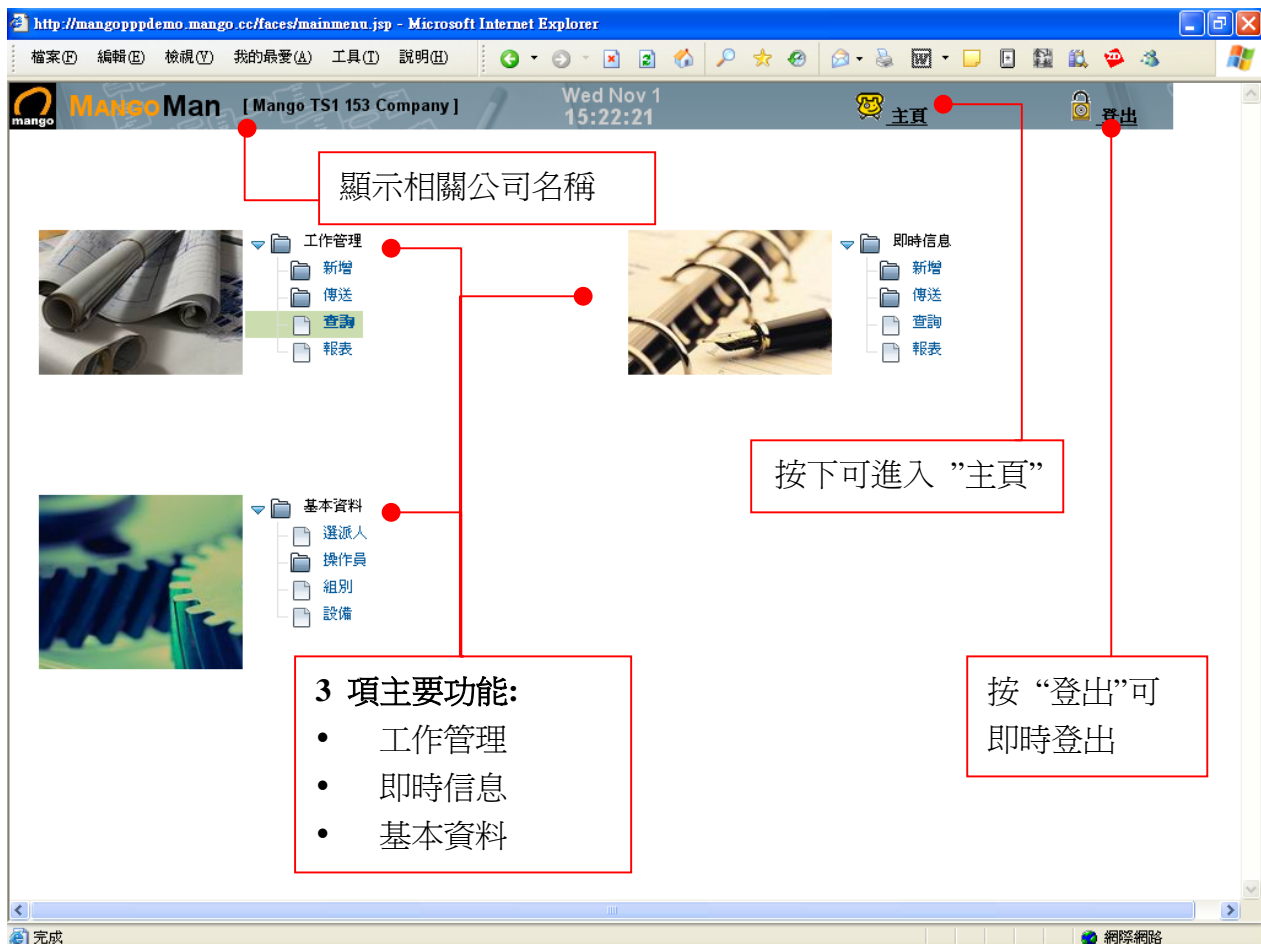 http://mangopppdemo.mango.cc/faces/mainmenu.jsp - Microsoft Internet Explorer
檔案(F) 編輯(E) 檢視(V) 我的最愛(A) 工具(T) 說明(H)
mango
MANGOMan [ Mango TS1 153 Company ] Wed Nov 1 主頁 登出
15:22:21
顯示相關公司名稱
工作管理
新增
傳送
查詢
報表
即時信息
新增
傳送
查詢
報表
按下可進入 ”主頁”
基本資料
選派人
操作員
組別
設備
3 項主要功能:
• 工作管理
• 即時信息
• 基本資料
按 “登出”可
即時登出
完成 網際網路